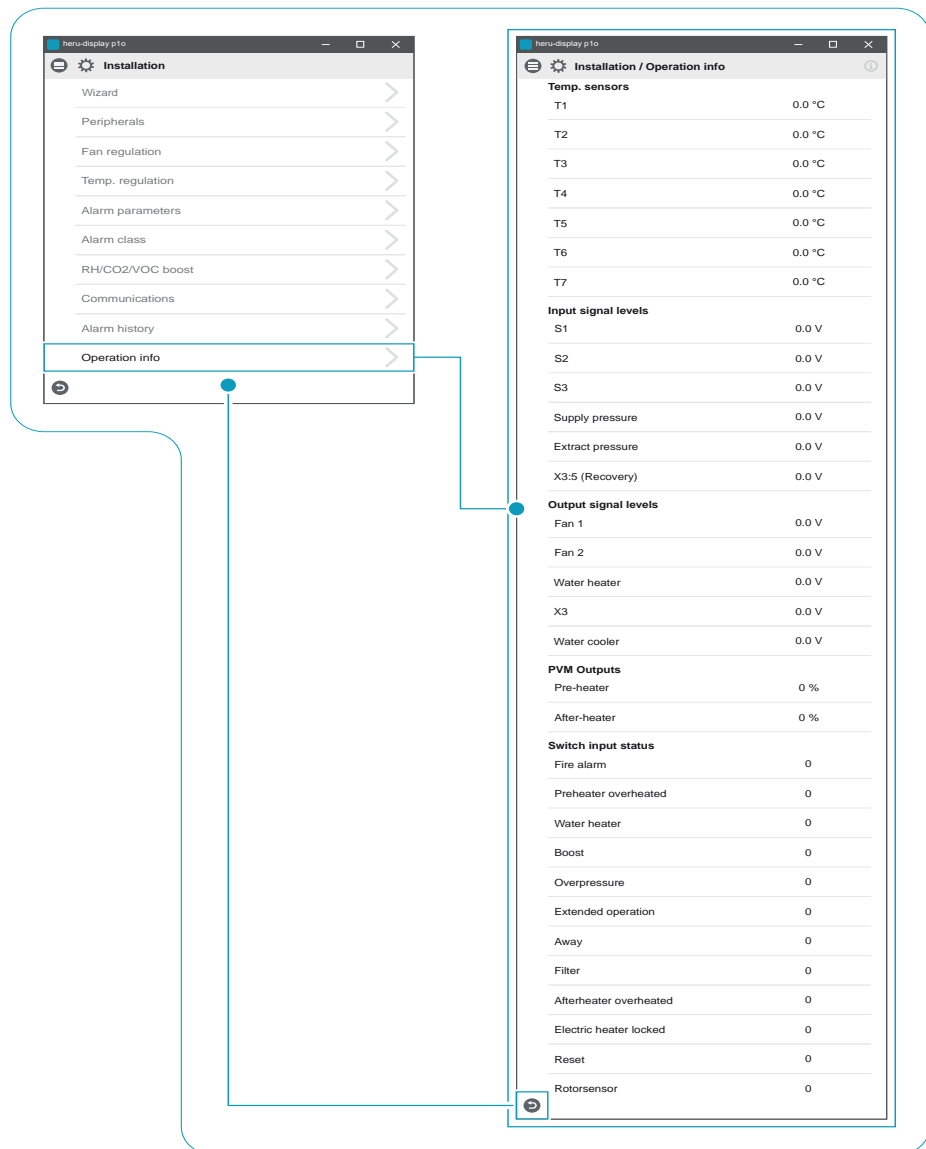 heru-display p1o
Installation
Wizard
Peripherals
Fan regulation
Temp. regulation
Alarm parameters
Alarm class
RH/CO2/VOC boost
Communications
Alarm history
Operation info
heru-display p1o
Installation / Operation info
Temp. sensors
T1 0.0 °C
T2 0.0 °C
T3 0.0 °C
T4 0.0 °C
T5 0.0 °C
T6 0.0 °C
T7 0.0 °C
Input signal levels
S1 0.0 V
S2 0.0 V
S3 0.0 V
Supply pressure 0.0 V
Extract pressure 0.0 V
X3:5 (Recovery) 0.0 V
Output signal levels
Fan 1 0.0 V
Fan 2 0.0 V
Water heater 0.0 V
X3 0.0 V
Water cooler 0.0 V
PVM Outputs
Pre-heater 0 %
After-heater 0 %
Switch input status
Fire alarm 0
Preheater overheated 0
Water heater 0
Boost 0
Overpressure 0
Extended operation 0
Away 0
Filter 0
Afterheater overheated 0
Electric heater locked 0
Reset 0
Rotorsensor 0